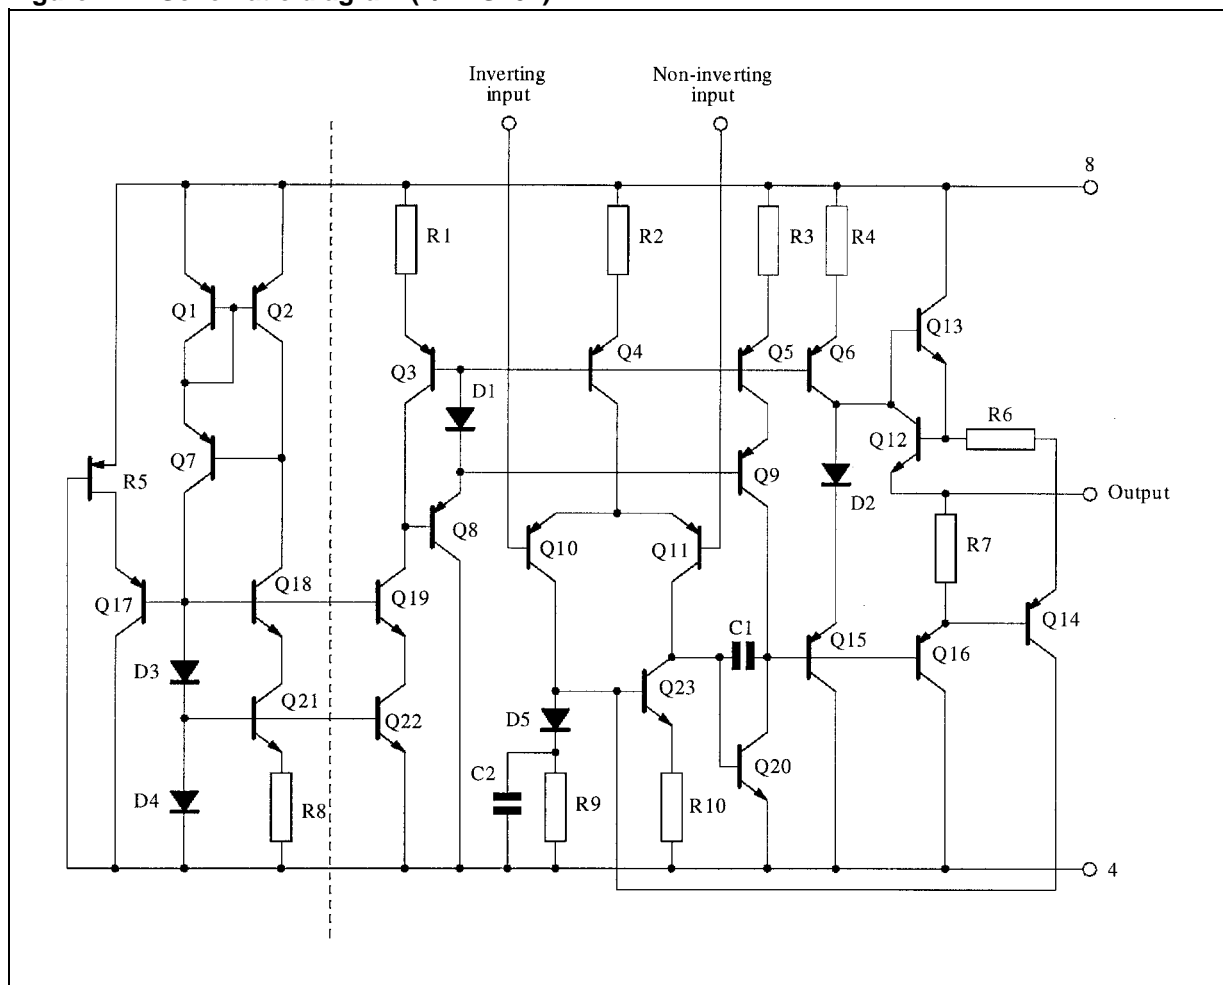 Inverting
input
Non-inverting
input
8
R1
R2
R3
R4
Q1
Q2
Q13
Q3
Q4
Q5
Q6
D1
R6
Q12
Q7
R5
Q9
D2
Output
Q8
Q10
Q11
R7
Q18
Q19
Q17
C1
Q15
Q16
Q14
D3
Q21
Q22
Q23
D5
C2
Q20
D4
R8
R9
R10
4